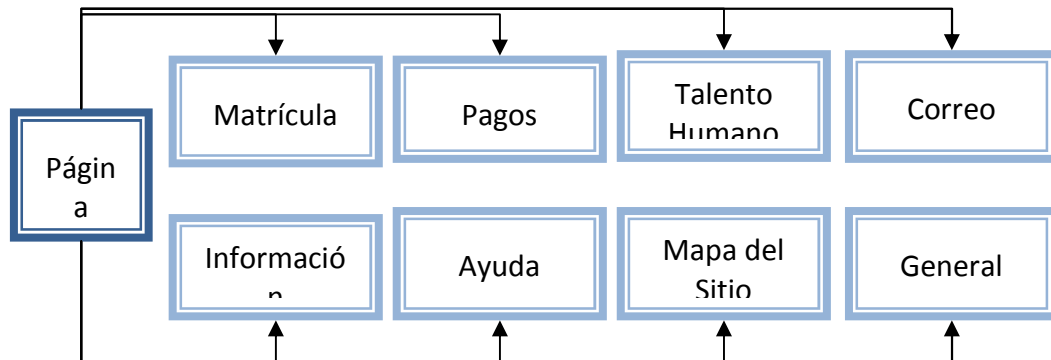 Matrícula
Pagos
Talento
Humano
Correo
Págin
a
Informació
n
Ayuda
Mapa del
Sitio
General